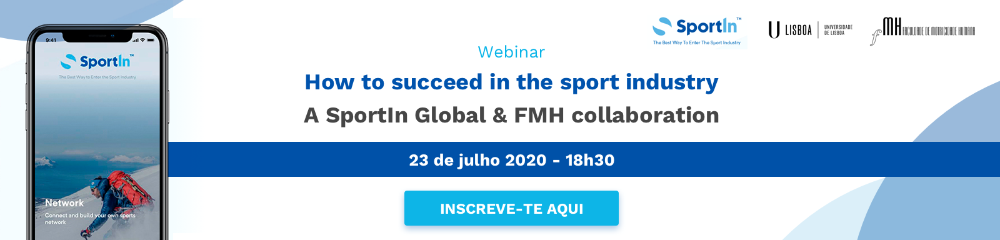 9:41
SportIn™
The Best Way to Enter the Sport Industry
Network
Connect and build your own sports
network
SportIn™
The Best Way To Enter The Sport Industry
U LISBOA | UNIVERSIDADE
DE LISBOA
fMH FACULDADE DE MOTRICIDADE HUMANA
Webinar
How to succeed in the sport industry
A SportIn Global & FMH collaboration
23 de julho 2020 - 18h30
INSCREVE-TE AQUI